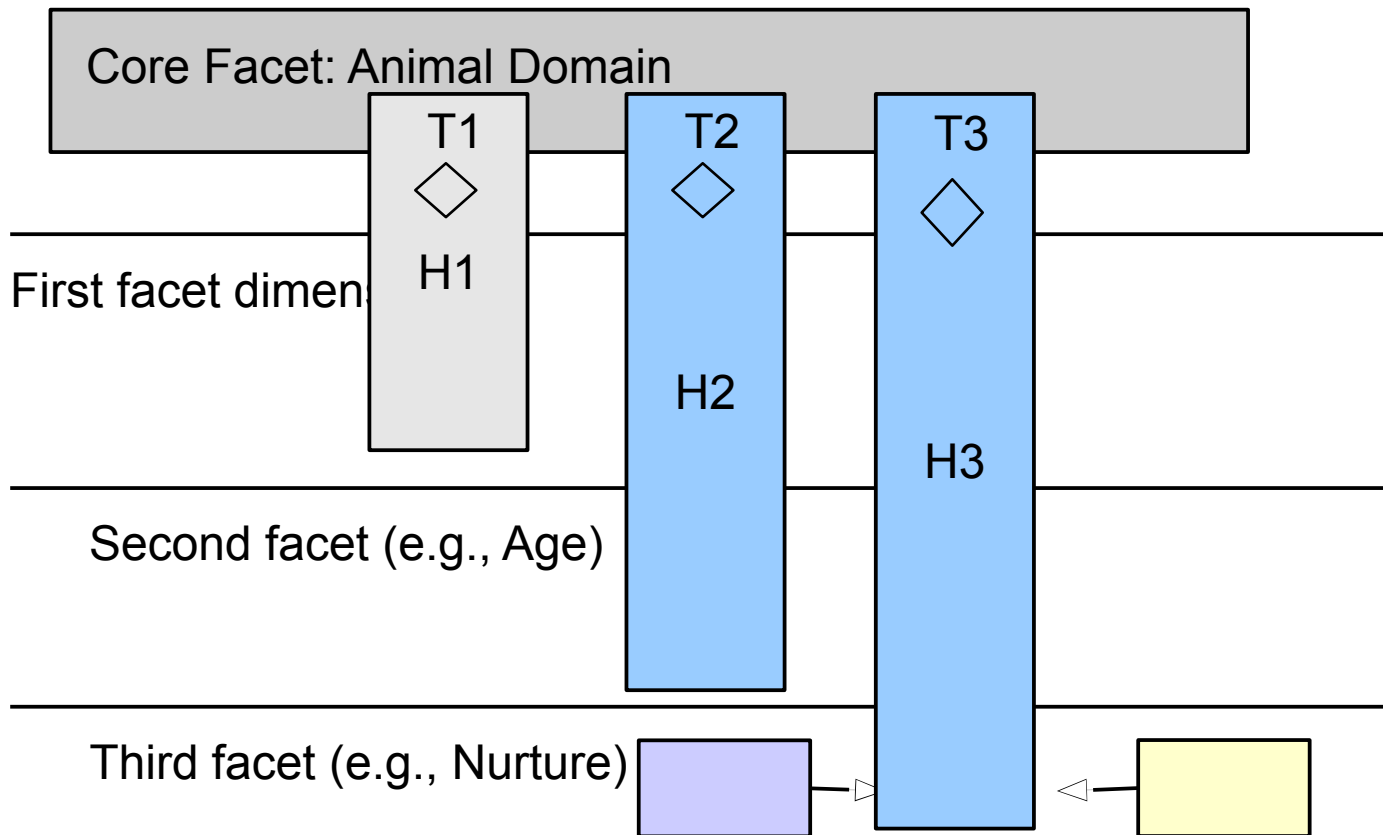 Core Facet: Animal Domain
T1
T2
T3
First facet dimens
H1
H2
H3
Second facet (e.g., Age)
Third facet (e.g., Nurture)